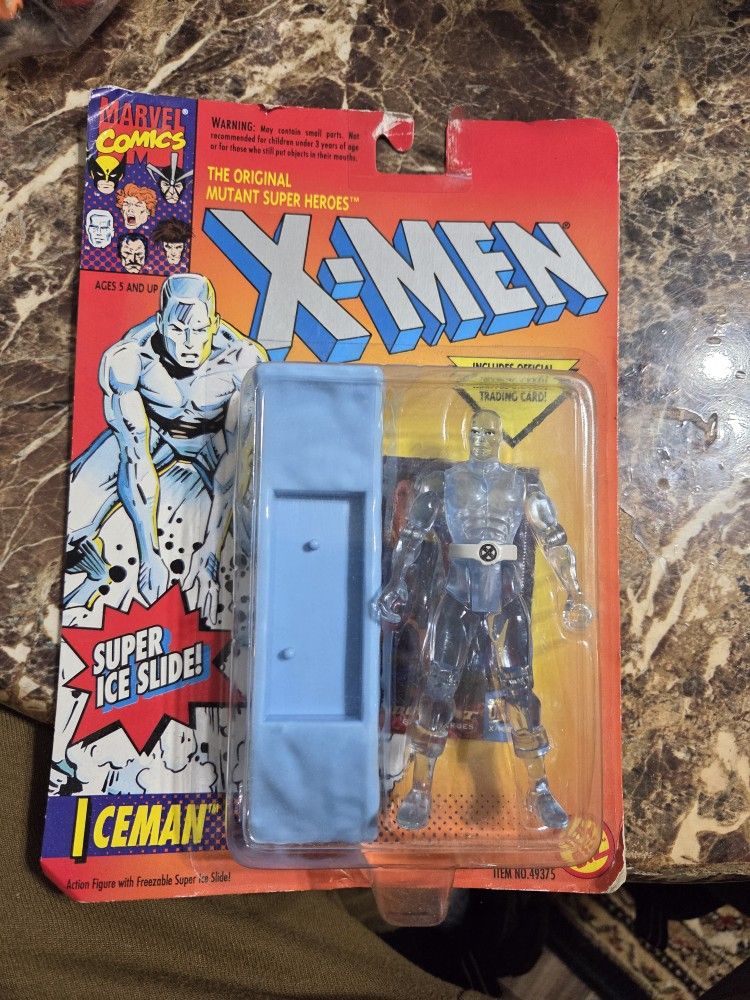 MARVEL®
COMICS
M
WARNING: May contain small parts. Not
recommended for children under 3 years of age
or for those who still put objects in their mouths.
THE ORIGINAL
MUTANT SUPER HEROES™
X-MEN®
AGES 5 AND UP
INCLUDES OFFICIAL
TRADING CARD!
SUPER
ICE SLIDE!
ICEMAN™
Action Figure with Freezable Super Ice Slide!
ITEM NO. 49375